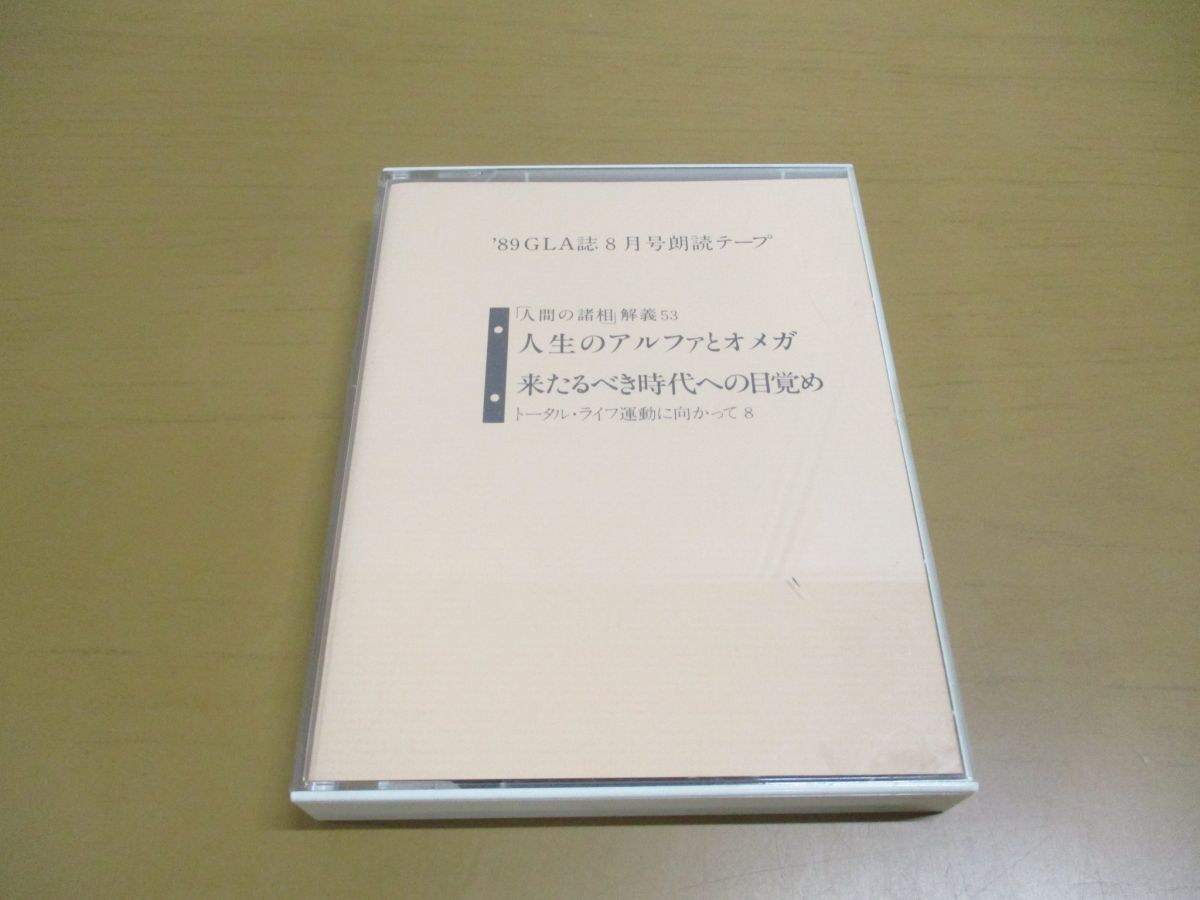 '89GLA誌8月号朗読テープ
「人間の諸相」解義53
人生のアルファとオメガ
来たるべき時代への目覚め
トータル・ライフ運動に向かって 8